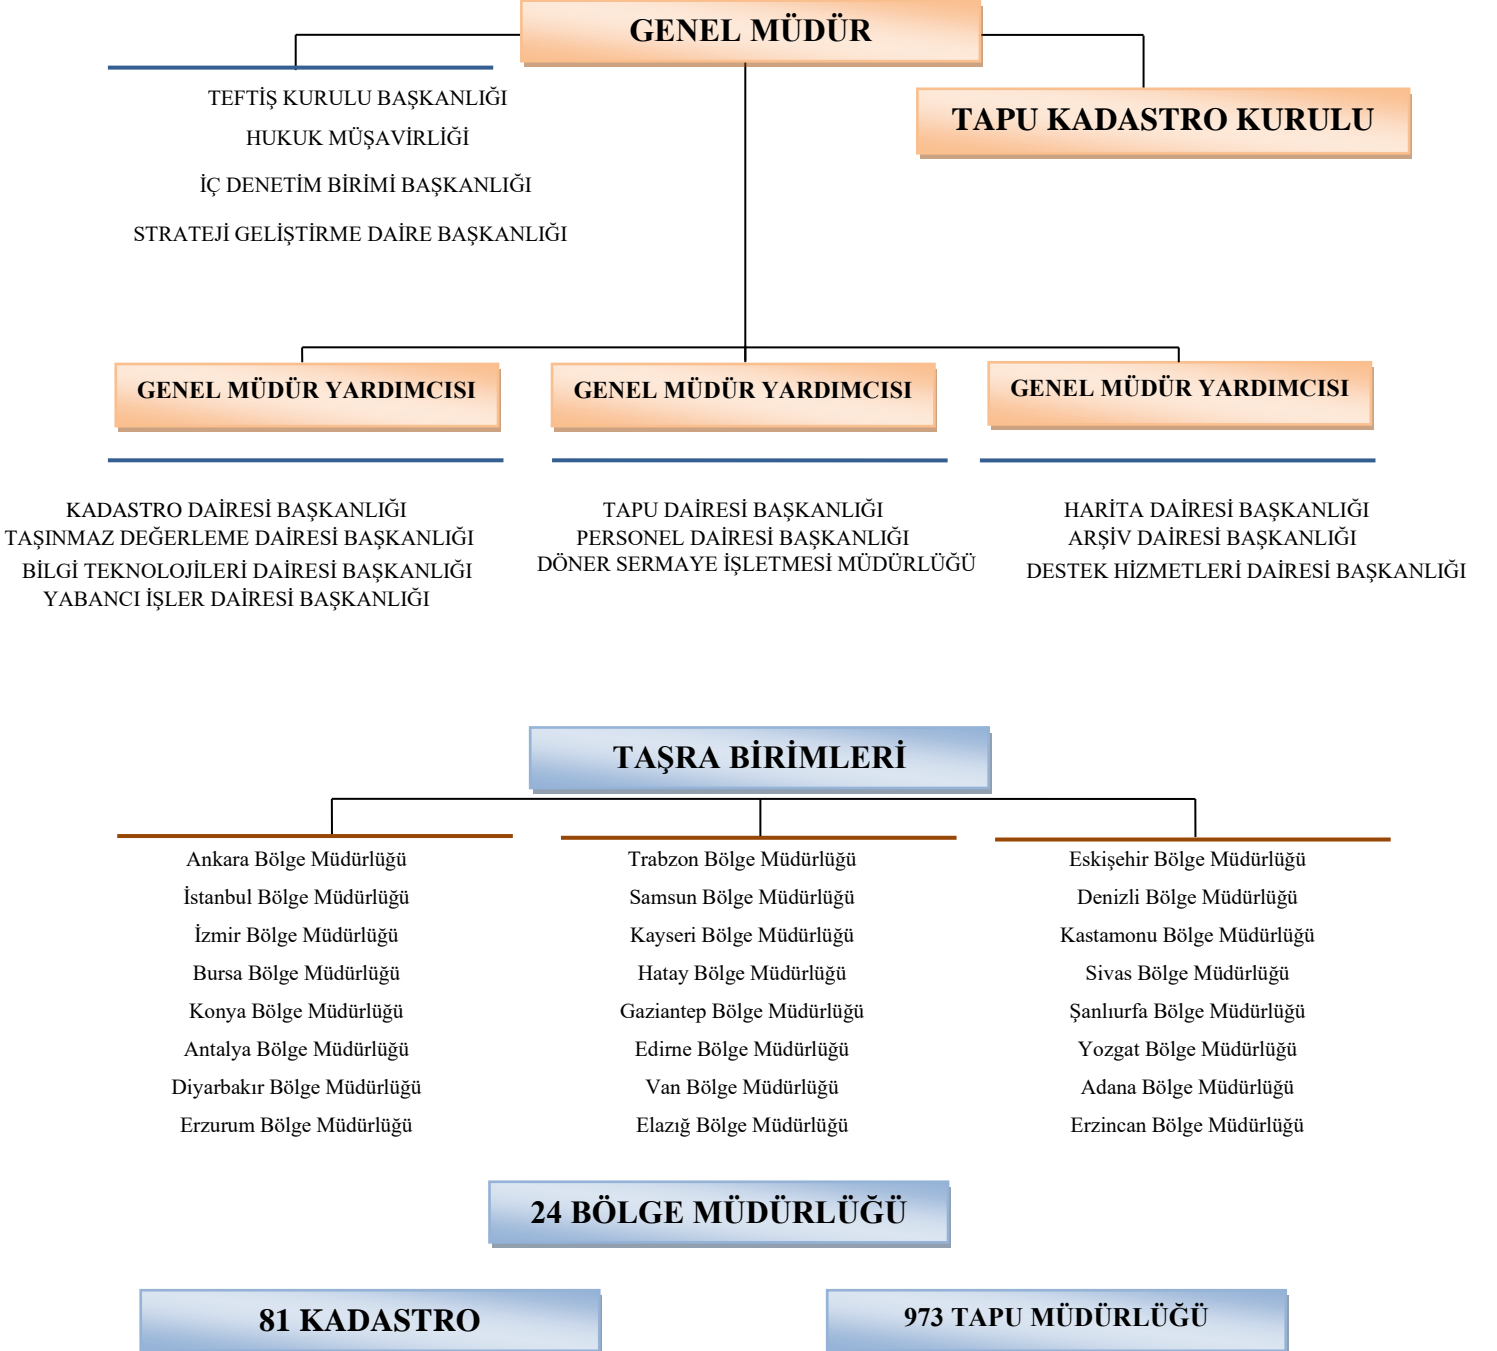 GENEL MÜDÜR
TAPU KADASTRO KURULU
TEFTİŞ KURULU BAŞKANLIĞI
HUKUK MÜŞAVİRLİĞİ
İÇ DENETİM BİRİMİ BAŞKANLIĞI
STRATEJİ GELİŞTİRME DAİRE BAŞKANLIĞI
GENEL MÜDÜR YARDIMCISI
KADASTRO DAİRESİ BAŞKANLIĞI
TAŞINMAZ DEĞERLEME DAİRESİ BAŞKANLIĞI
BİLGİ TEKNOLOJİLERİ DAİRESİ BAŞKANLIĞI
YABANCI İŞLER DAİRESİ BAŞKANLIĞI
GENEL MÜDÜR YARDIMCISI
TAPU DAİRESİ BAŞKANLIĞI
PERSONEL DAİRESİ BAŞKANLIĞI
DÖNER SERMAYE İŞLETMESİ MÜDÜRLÜĞÜ
GENEL MÜDÜR YARDIMCISI
HARİTA DAİRESİ BAŞKANLIĞI
ARŞİV DAİRESİ BAŞKANLIĞI
DESTEK HİZMETLERİ DAİRESİ BAŞKANLIĞI
TAŞRA BİRİMLERİ
Ankara Bölge Müdürlüğü
İstanbul Bölge Müdürlüğü
İzmir Bölge Müdürlüğü
Bursa Bölge Müdürlüğü
Konya Bölge Müdürlüğü
Antalya Bölge Müdürlüğü
Diyarbakır Bölge Müdürlüğü
Erzurum Bölge Müdürlüğü
Trabzon Bölge Müdürlüğü
Samsun Bölge Müdürlüğü
Kayseri Bölge Müdürlüğü
Hatay Bölge Müdürlüğü
Gaziantep Bölge Müdürlüğü
Edirne Bölge Müdürlüğü
Van Bölge Müdürlüğü
Elazığ Bölge Müdürlüğü
Eskişehir Bölge Müdürlüğü
Denizli Bölge Müdürlüğü
Kastamonu Bölge Müdürlüğü
Sivas Bölge Müdürlüğü
Şanlıurfa Bölge Müdürlüğü
Yozgat Bölge Müdürlüğü
Adana Bölge Müdürlüğü
Erzincan Bölge Müdürlüğü
24 BÖLGE MÜDÜRLÜĞÜ
81 KADASTRO
973 TAPU MÜDÜRLÜĞÜ